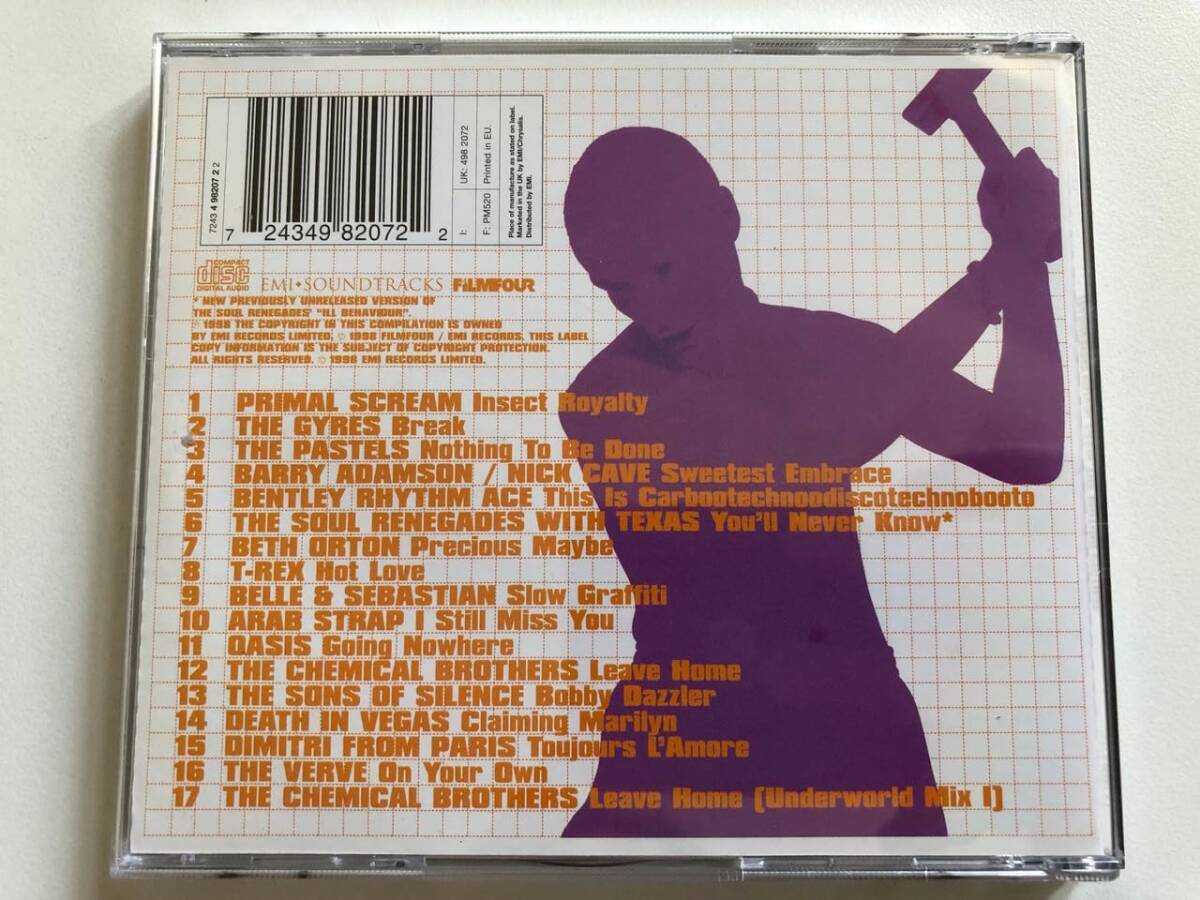 7243 4 98207 2 2
7 24349 82072 2
I:
UK: 498 2072
F: PM520
Printed in EU.
Place of manufacture as stated on label.
Marketed in the UK by EMI/Chrysalis.
Distributed by EMI.
COMPACT
disc
DIGITAL AUDIO
EMI•SOUNDTRACKS
FiLMFOUR
* NEW PREVIOUSLY UNRELEASED VERSION OF
THE SOUL RENEGADES' "ILL BEHAVIOUR".
℗ 1998 THE COPYRIGHT IN THIS COMPILATION IS OWNED
BY EMI RECORDS LIMITED, © 1998 FILMFOUR / EMI RECORDS, THIS LABEL
COPY INFORMATION IS THE SUBJECT OF COPYRIGHT PROTECTION.
ALL RIGHTS RESERVED. © 1998 EMI RECORDS LIMITED.
1 PRIMAL SCREAM Insect Royalty
2 THE GYRES Break
3 THE PASTELS Nothing To Be Done
4 BARRY ADAMSON / NICK CAVE Sweetest Embrace
5 BENTLEY RHYTHM ACE This Is Carbootechnoodiscotechnobooto
6 THE SOUL RENEGADES WITH TEXAS You'll Never Know*
7 BETH ORTON Precious Maybe
8 T-REX Hot Love
9 BELLE & SEBASTIAN Slow Graffiti
10 ARAB STRAP I Still Miss You
11 OASIS Going Nowhere
12 THE CHEMICAL BROTHERS Leave Home
13 THE SONS OF SILENCE Bobby Dazzler
14 DEATH IN VEGAS Claiming Marilyn
15 DIMITRI FROM PARIS Toujours L'Amore
16 THE VERVE On Your Own
17 THE CHEMICAL BROTHERS Leave Home (Underworld Mix I)